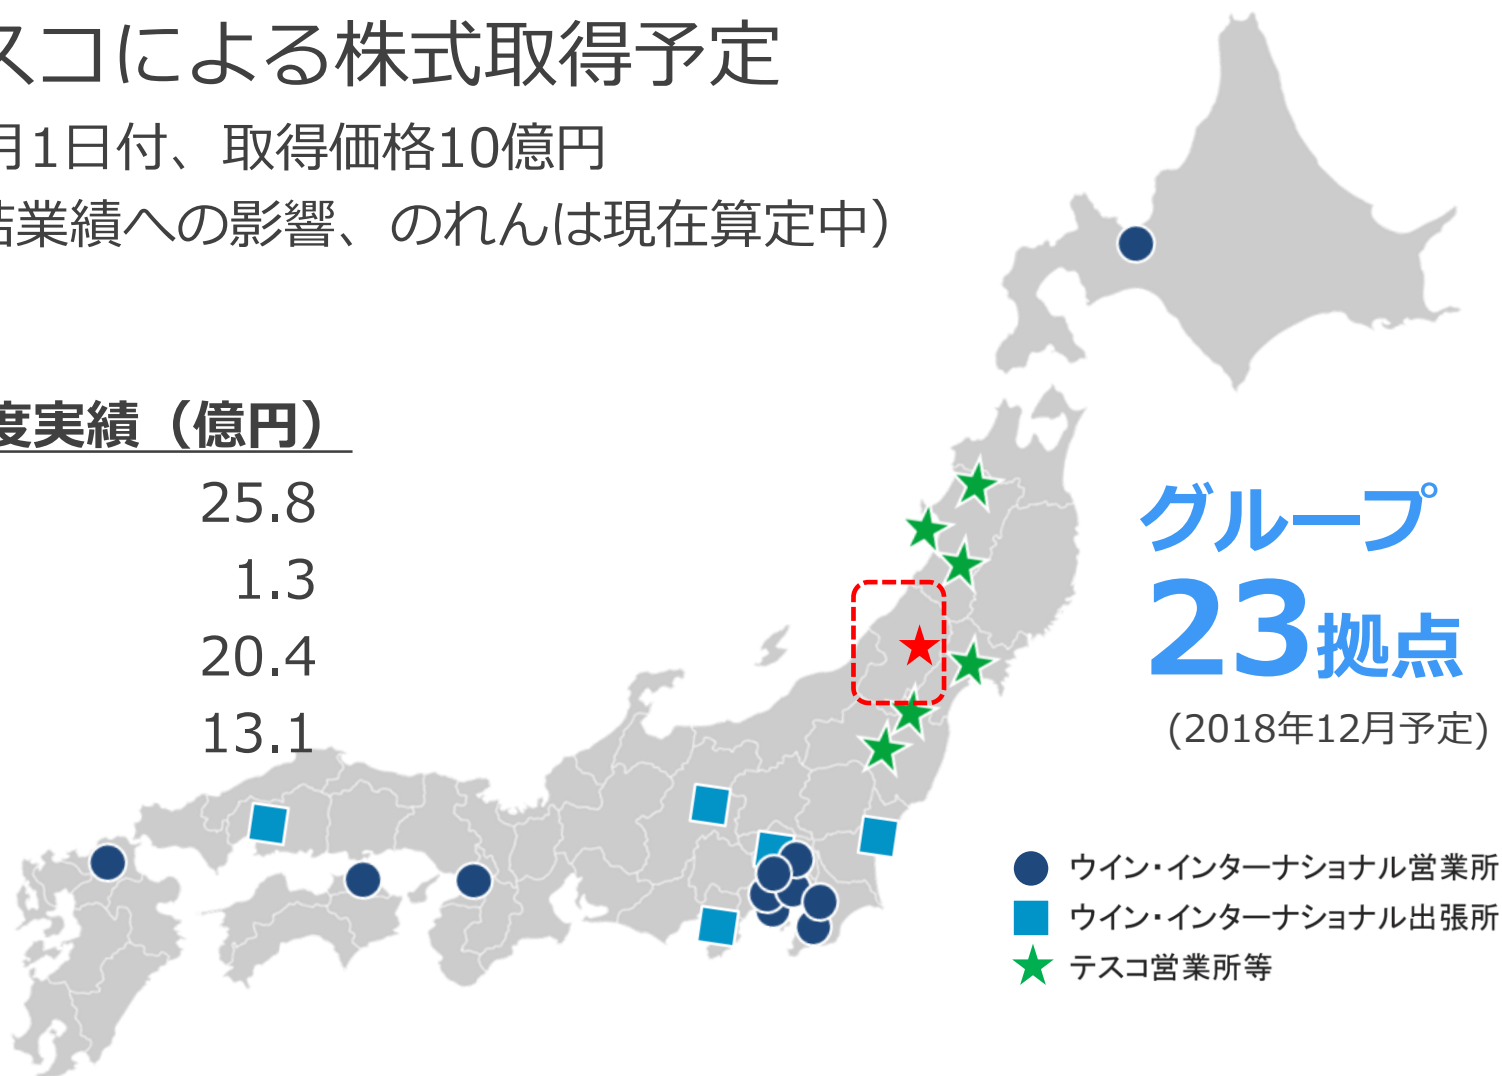 スコによる株式取得予定
月1日付、取得価格10億円
結業績への影響、のれんは現在算定中）
度実績（億円）
25.8
1.3
20.4
13.1
グループ
23拠点
(2018年12月予定)
ウイン・インターナショナル営業所
ウイン・インターナショナル出張所
テスコ営業所等